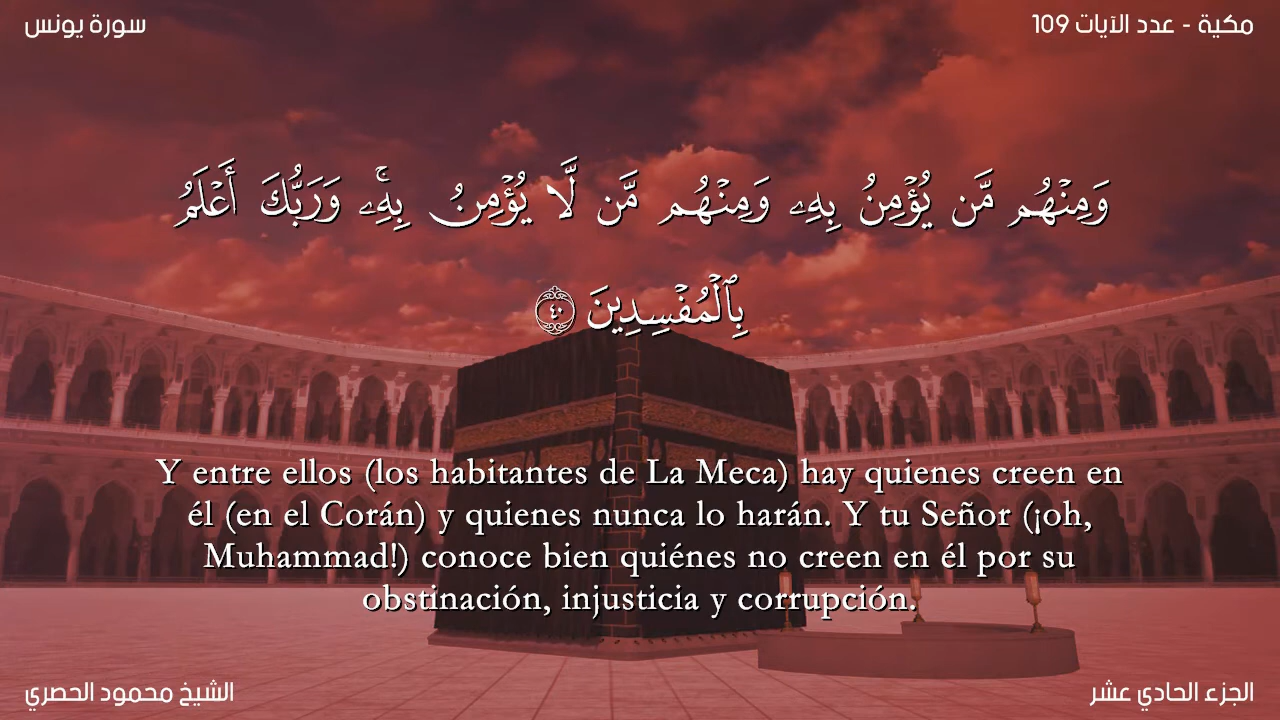 سورة يونس
مكية - عدد الآيات 109
وَمِنْهُم مَّن يُؤْمِنُ بِهِۦ وَمِنْهُم مَّن لَّا يُؤْمِنُ بِهِۦۚ وَرَبُّكَ أَعْلَمُ
بِٱلْمُفْسِدِينَ ٤٠
Y entre ellos (los habitantes de La Meca) hay quienes creen en
él (en el Corán) y quienes nunca lo harán. Y tu Señor (¡oh,
Muhammad!) conoce bien quiénes no creen en él por su
obstinación, injusticia y corrupción.
الشيخ محمود الحصري
الجزء الحادي عشر